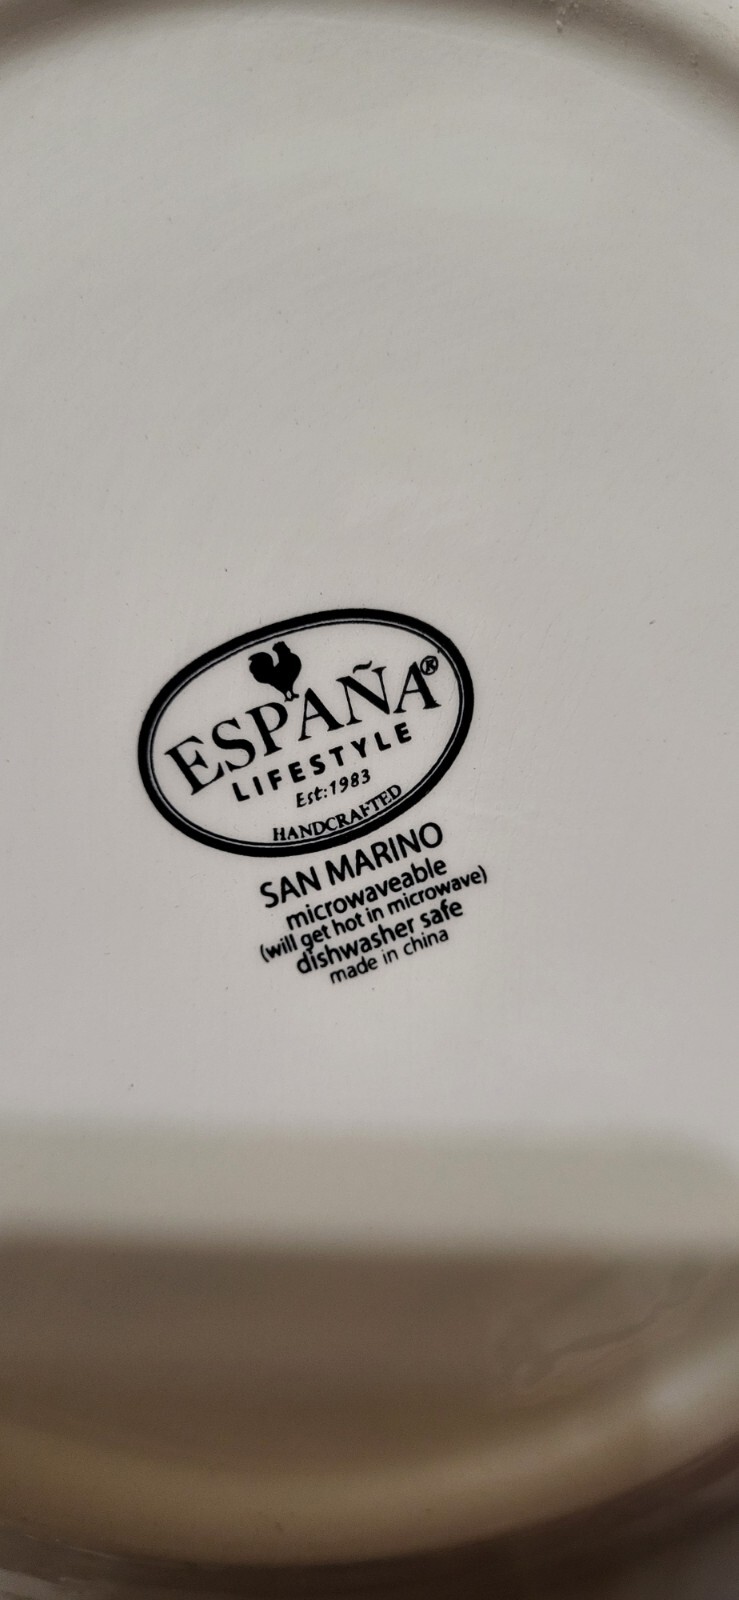 ESPAÑA®
LIFESTYLE
Est:1983
HANDCRAFTED
SAN MARINO
microwaveable
(will get hot in microwave)
dishwasher safe
made in china